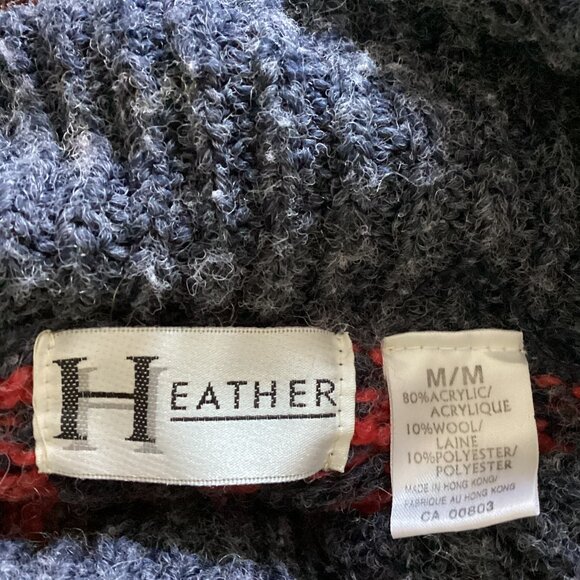 HEATHER
M/M
80%ACRYLIC/
ACRYLIQUE
10%WOOL/
LAINE
10%POLYESTER/
POLYESTER
MADE IN HONG KONG/
FABRIQUE AU HONG KONG
CA 00803